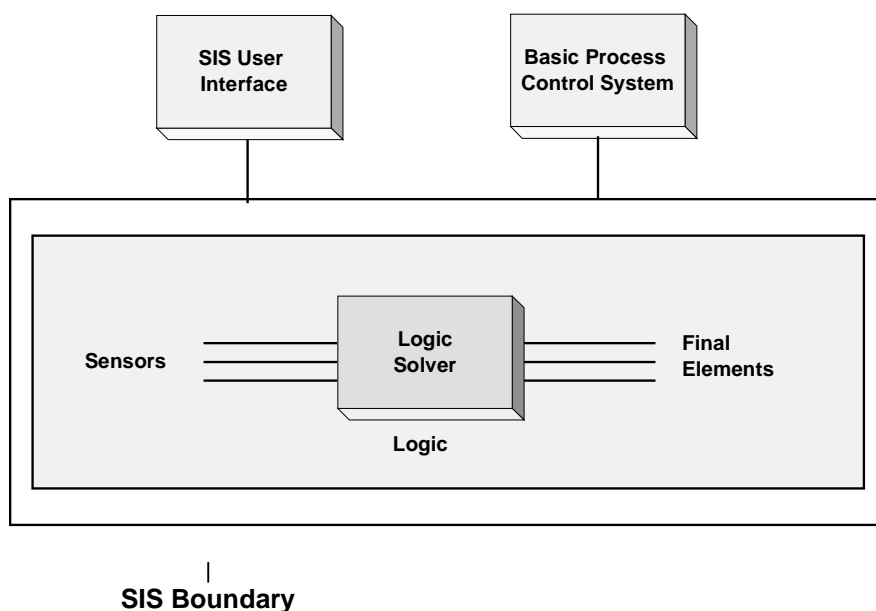 SIS User
Interface
Basic Process
Control System
Sensors
Logic
Solver
Final
Elements
Logic
SIS Boundary